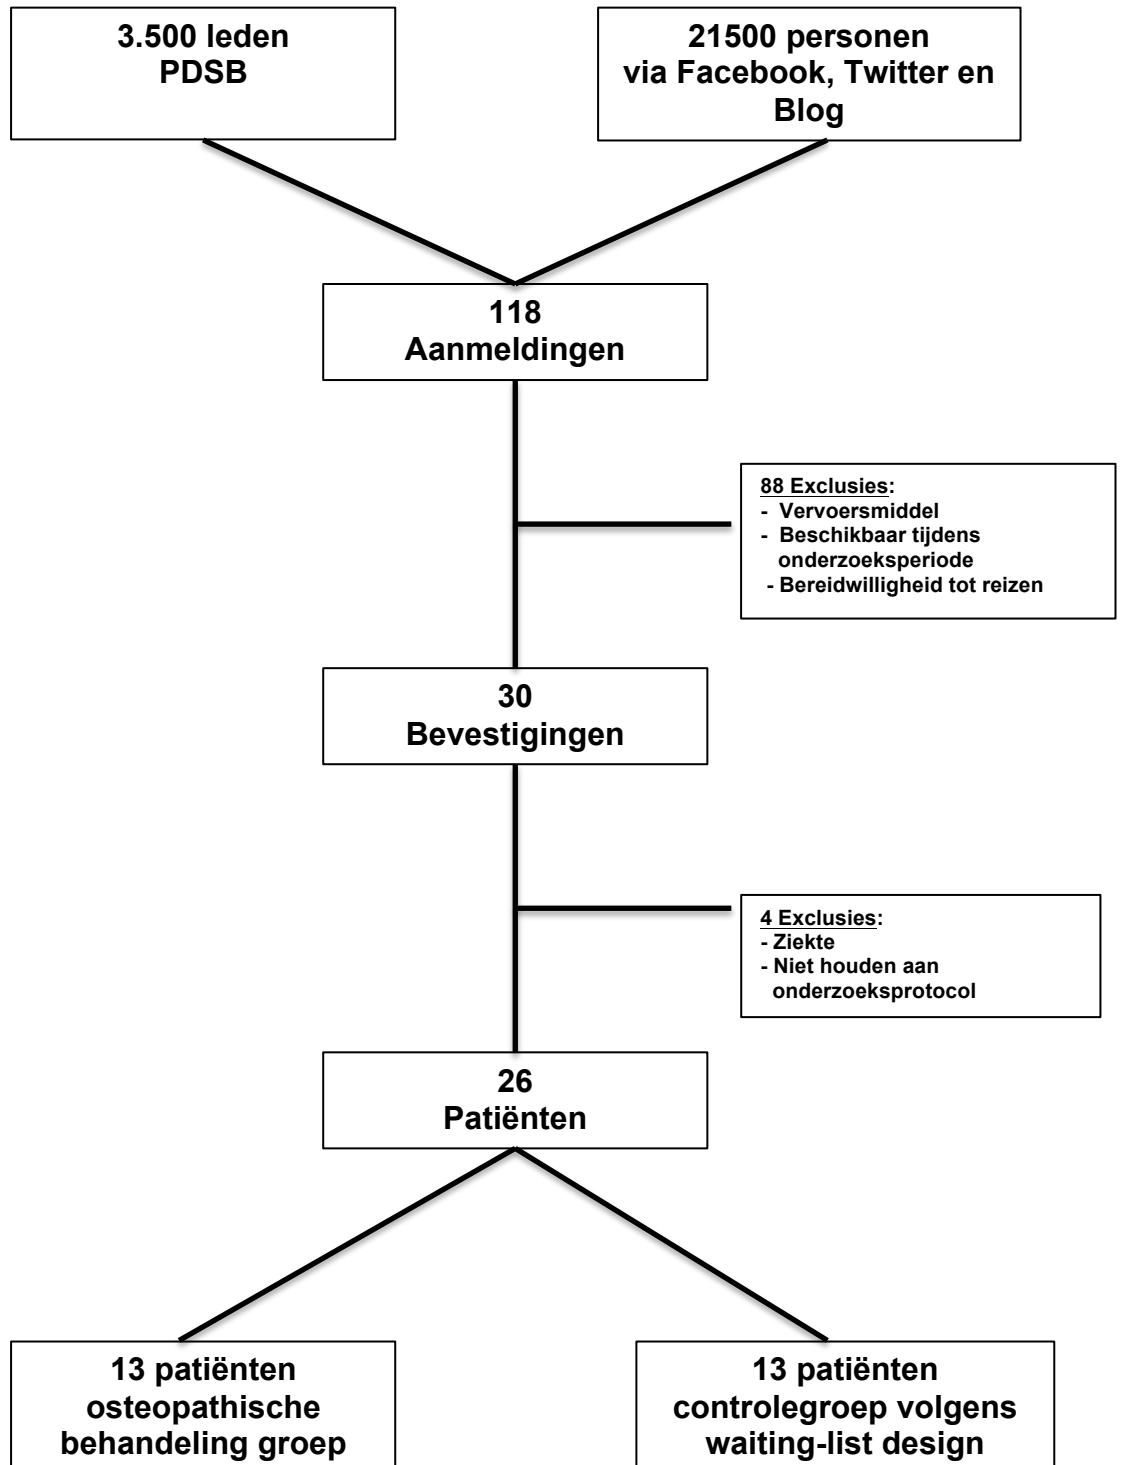 3.500 leden
PDSB
21500 personen
via Facebook, Twitter en
Blog
118
Aanmeldingen
88 Exclusies:
- Vervoersmiddel
- Beschikbaar tijdens
onderzoeksperiode
- Bereidwilligheid tot reizen
30
Bevestigingen
4 Exclusies:
- Ziekte
- Niet houden aan
onderzoeksprotocol
26
Patiënten
13 patiënten
osteopathische
behandeling groep
13 patiënten
controlegroep volgens
waiting-list design